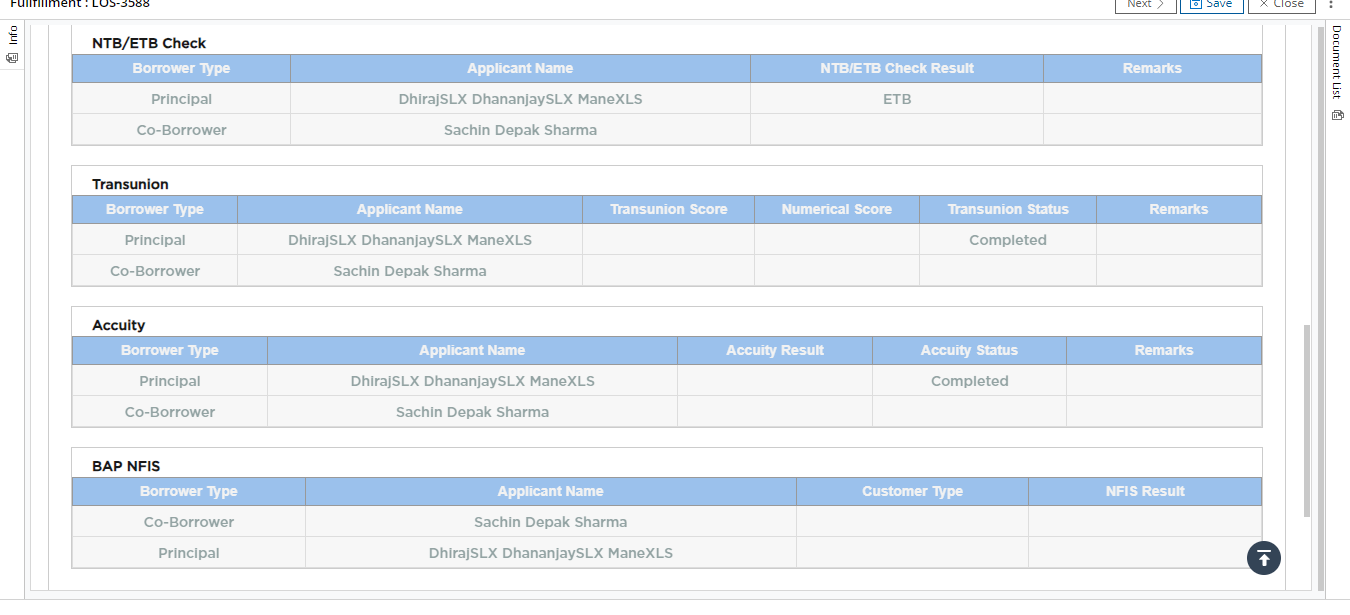 Fullfillment : LOS-3588
Next Save Close
Info
Document List
NTB/ETB Check
Borrower Type Applicant Name NTB/ETB Check Result Remarks
Principal DhirajSLX DhananjaySLX ManeXLS ETB
Co-Borrower Sachin Depak Sharma
Transunion
Borrower Type Applicant Name Transunion Score Numerical Score Transunion Status Remarks
Principal DhirajSLX DhananjaySLX ManeXLS Completed
Co-Borrower Sachin Depak Sharma
Accuity
Borrower Type Applicant Name Accuity Result Accuity Status Remarks
Principal DhirajSLX DhananjaySLX ManeXLS Completed
Co-Borrower Sachin Depak Sharma
BAP NFIS
Borrower Type Applicant Name Customer Type NFIS Result
Co-Borrower Sachin Depak Sharma
Principal DhirajSLX DhananjaySLX ManeXLS